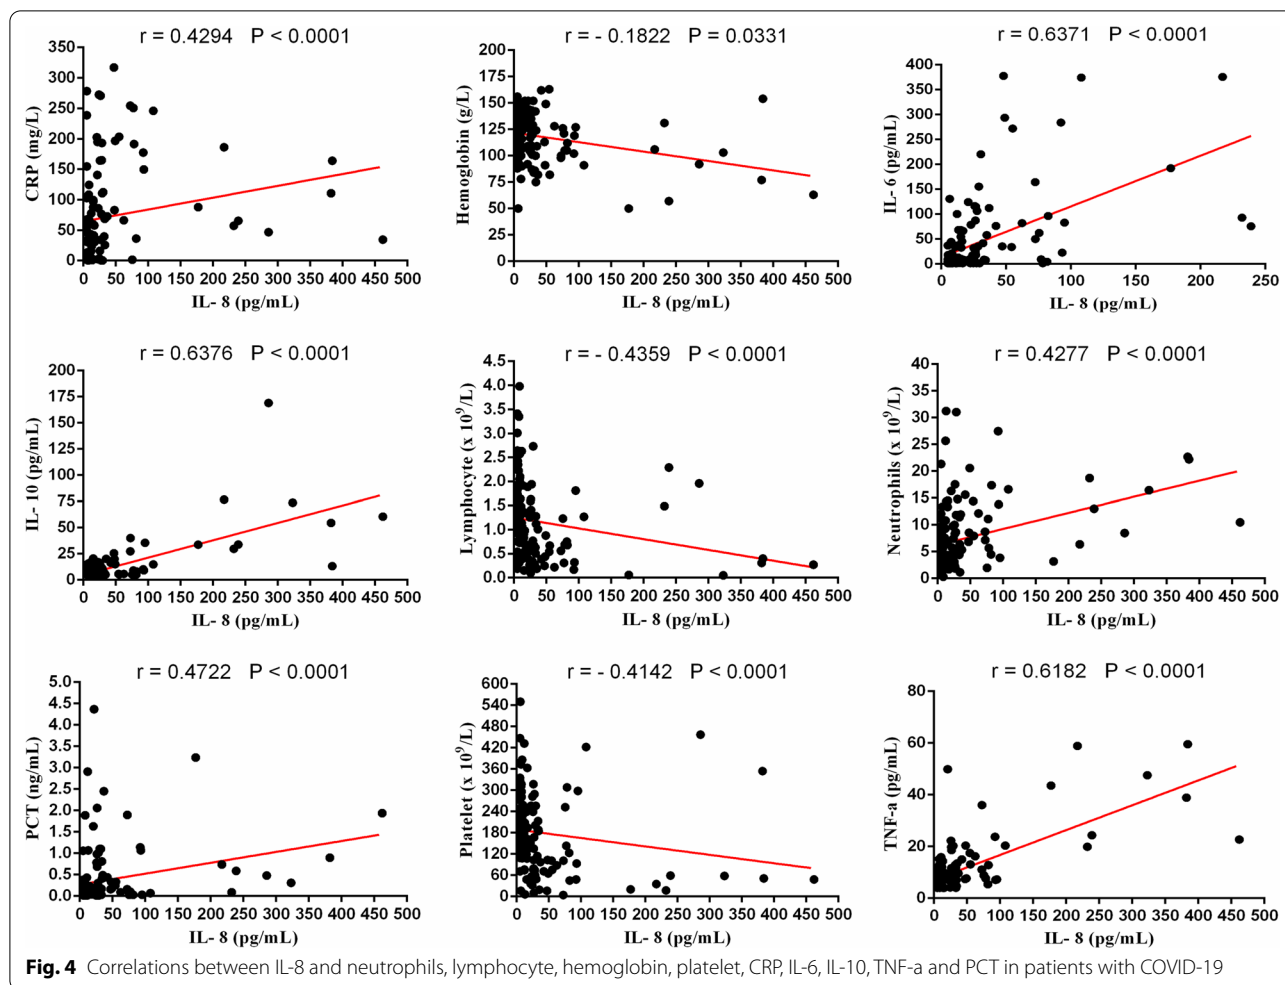 r = 0.4294 P < 0.0001
350
300
250
200
150
100
50
0
CRP (mg/L)
0 50 100 150 200 250 300 350 400 450 500
IL- 8 (pg/mL)
r = - 0.1822 P = 0.0331
200
175
150
125
100
75
50
25
0
Hemoglobin (g/L)
0 50 100 150 200 250 300 350 400 450 500
IL- 8 (pg/mL)
r = 0.6371 P < 0.0001
400
350
300
250
200
150
100
50
0
IL- 6 (pg/mL)
50 100 150 200 250
IL- 8 (pg/mL)
r = 0.6376 P < 0.0001
200
175
150
125
100
75
50
25
0
IL- 10 (pg/mL)
0 50 100 150 200 250 300 350 400 450 500
IL- 8 (pg/mL)
r = - 0.4359 P < 0.0001
4.5
4.0
3.5
3.0
2.5
2.0
1.5
1.0
0.5
0.0
Lymphocyte (x 10⁹/L)
0 50 100 150 200 250 300 350 400 450 500
IL- 8 (pg/mL)
r = 0.4277 P < 0.0001
40
35
30
25
20
15
10
5
0
Neutrophils (x 10⁹/L)
0 50 100 150 200 250 300 350 400 450 500
IL- 8 (pg/mL)
r = 0.4722 P < 0.0001
5.0
4.5
4.0
3.5
3.0
2.5
2.0
1.5
1.0
0.5
0.0
PCT (ng/mL)
0 50 100 150 200 250 300 350 400 450 500
IL- 8 (pg/mL)
r = - 0.4142 P < 0.0001
600
540
480
420
360
300
240
180
120
60
0
Platelet (x 10⁹/L)
0 50 100 150 200 250 300 350 400 450 500
IL- 8 (pg/mL)
r = 0.6182 P < 0.0001
80
60
40
20
0
TNF-a (pg/mL)
0 50 100 150 200 250 300 350 400 450 500
IL- 8 (pg/mL)
Fig. 4 Correlations between IL-8 and neutrophils, lymphocyte, hemoglobin, platelet, CRP, IL-6, IL-10, TNF-a and PCT in patients with COVID-19